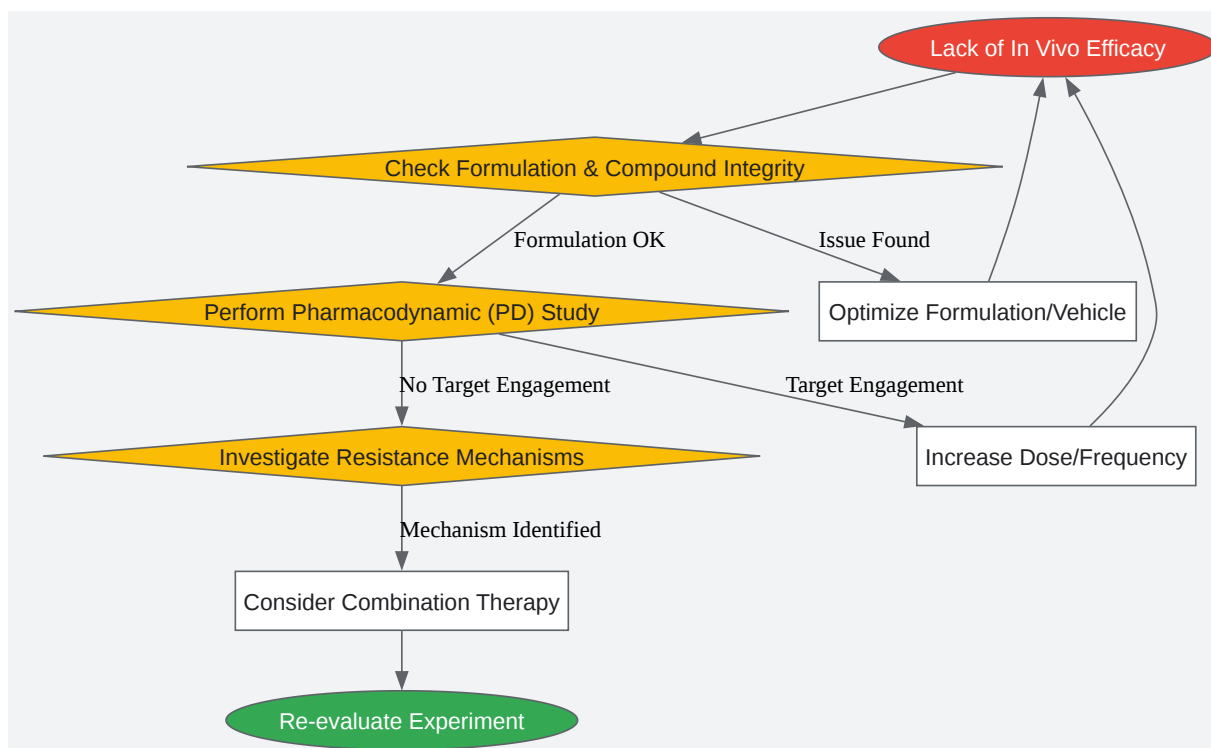 Lack of In Vivo Efficacy
Check Formulation & Compound Integrity
Formulation OK
Issue Found
Perform Pharmacodynamic (PD) Study
Optimize Formulation/Vehicle
No Target Engagement
Target Engagement
Investigate Resistance Mechanisms
Increase Dose/Frequency
Mechanism Identified
Consider Combination Therapy
Re-evaluate Experiment